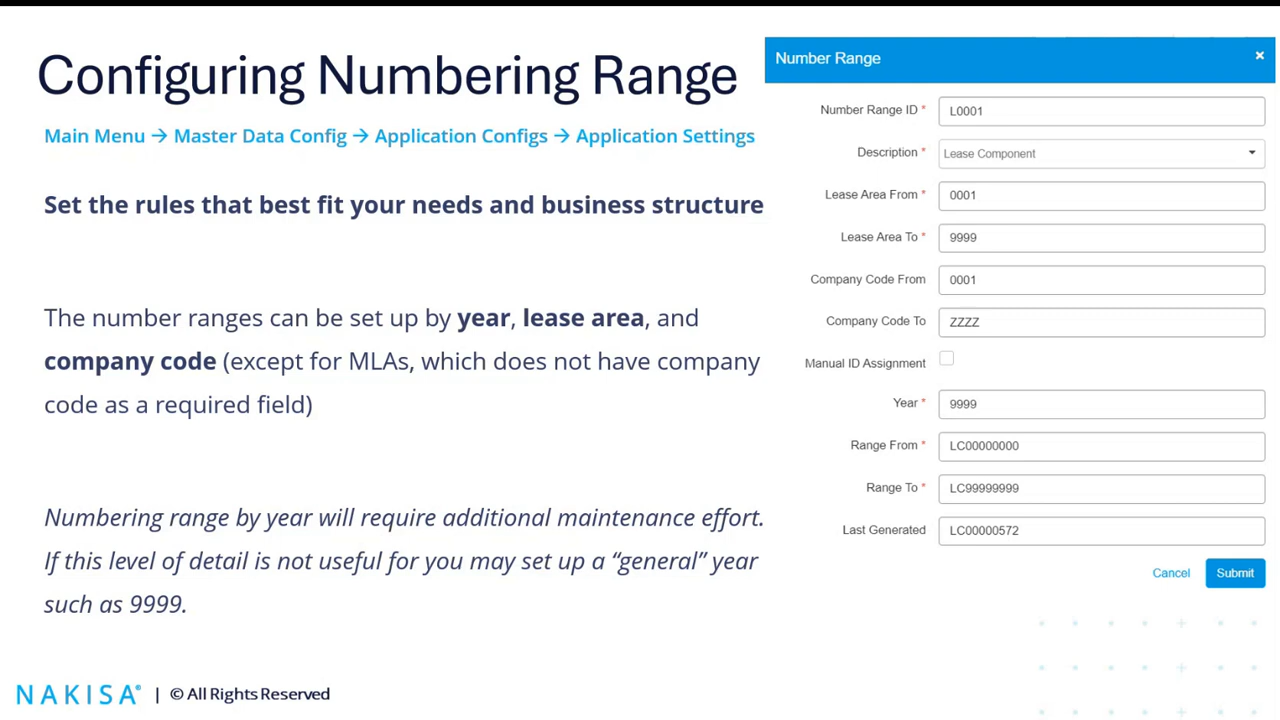 Configuring Numbering Range
Main Menu → Master Data Config → Application Configs → Application Settings
Set the rules that best fit your needs and business structure
The number ranges can be set up by year, lease area, and
company code (except for MLAs, which does not have company
code as a required field)
Numbering range by year will require additional maintenance effort.
If this level of detail is not useful for you may set up a “general” year
such as 9999.
Number Range ×
Number Range ID * L0001
Description * Lease Component
Lease Area From * 0001
Lease Area To * 9999
Company Code From 0001
Company Code To ZZZZ
Manual ID Assignment
Year * 9999
Range From * LC00000000
Range To * LC99999999
Last Generated LC00000572
Cancel Submit
NAKISA® | © All Rights Reserved